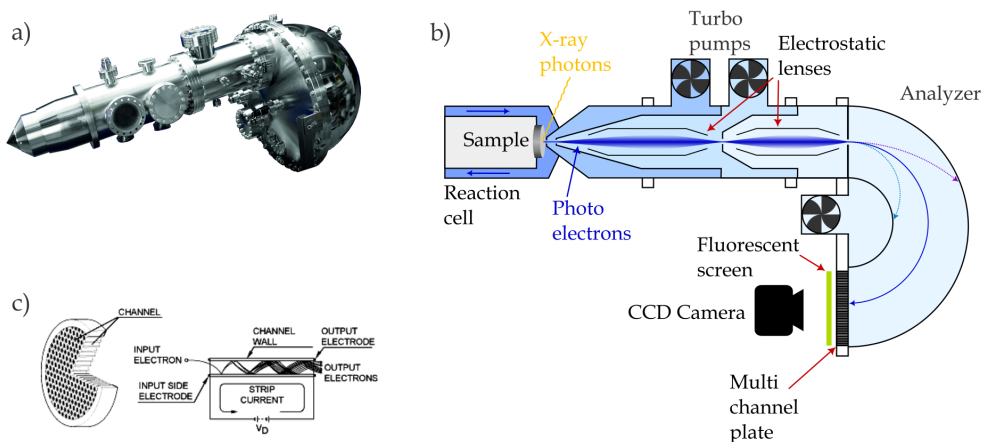 a)
b)
Turbo
pumps
X-ray
photons
Electrostatic
lenses
Analyzer
Sample
Reaction
cell
Photo
electrons
Fluorescent
screen
CCD Camera
Multi
channel
plate
c)
CHANNEL
CHANNEL
WALL
OUTPUT
ELECTRODE
INPUT
ELECTRON
OUTPUT
ELECTRONS
INPUT SIDE
ELECTRODE
STRIP
CURRENT
VD